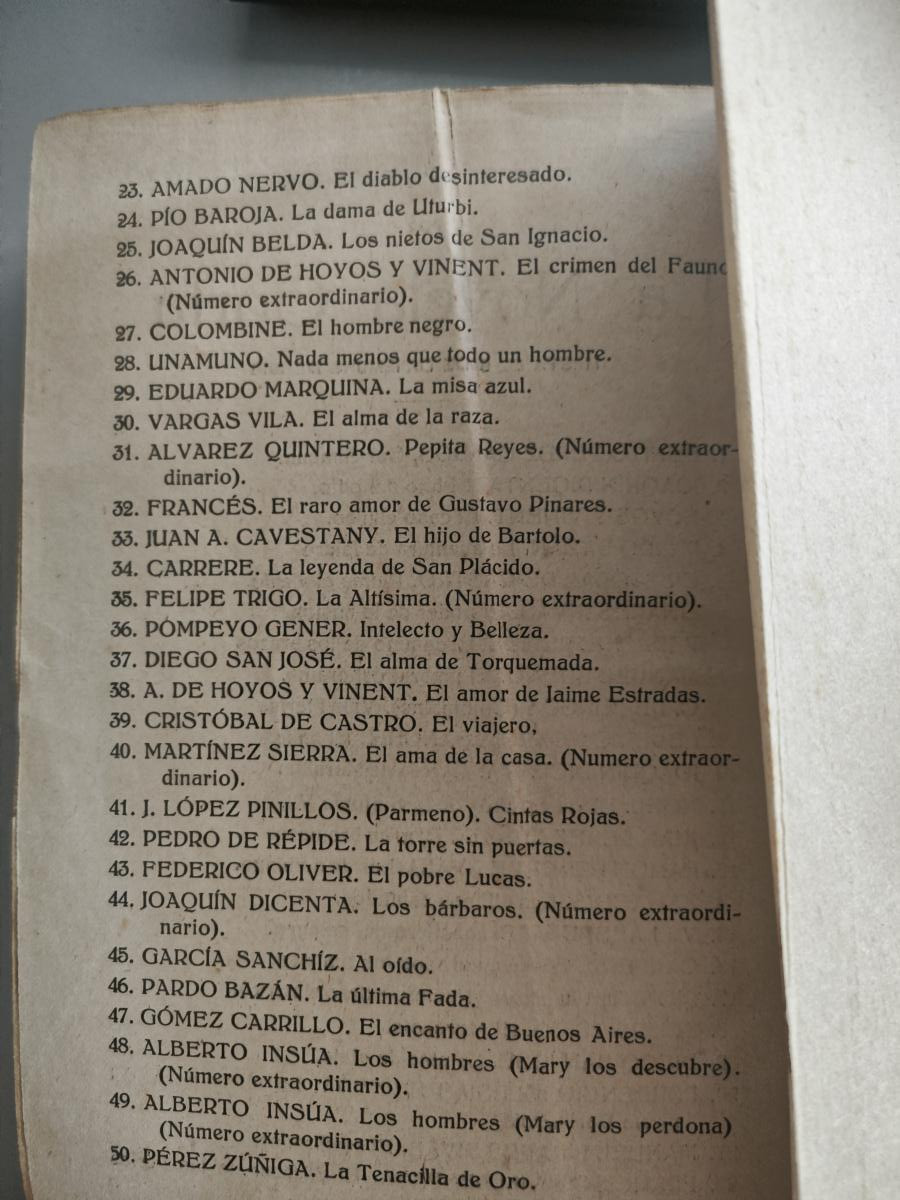 23. AMADO NERVO. El diablo desinteresado.
24. PÍO BAROJA. La dama de Uturbi.
25. JOAQUÍN BELDA. Los nietos de San Ignacio.
26. ANTONIO DE HOYOS Y VINENT. El crimen del Fauno
(Número extraordinario).
27. COLOMBINE. El hombre negro.
28. UNAMUNO. Nada menos que todo un hombre.
29. EDUARDO MARQUINA. La misa azul.
30. VARGAS VILA. El alma de la raza.
31. ALVAREZ QUINTERO. Pepita Reyes. (Número extraor-
dinario).
32. FRANCÉS. El raro amor de Gustavo Pinares.
33. JUAN A. CAVESTANY. El hijo de Bartolo.
34. CARRERE. La leyenda de San Plácido.
35. FELIPE TRIGO. La Altísima. (Número extraordinario).
36. POMPEYO GENER. Intelecto y Belleza.
37. DIEGO SAN JOSÉ. El alma de Torquemada.
38. A. DE HOYOS Y VINENT. El amor de Jaime Estradas.
39. CRISTÓBAL DE CASTRO. El viajero,
40. MARTÍNEZ SIERRA. El ama de la casa. (Numero extraor-
dinario).
41. J. LÓPEZ PINILLOS. (Parmeno). Cintas Rojas.
42. PEDRO DE RÉPIDE. La torre sin puertas.
43. FEDERICO OLIVER. El pobre Lucas.
44. JOAQUÍN DICENTA. Los bárbaros. (Número extraordi-
nario).
45. GARCÍA SANCHÍZ. Al oído.
46. PARDO BAZÁN. La última Fada.
47. GÓMEZ CARRILLO. El encanto de Buenos Aires.
48. ALBERTO INSÚA. Los hombres (Mary los descubre).
(Número extraordinario).
49. ALBERTO INSÚA. Los hombres (Mary los perdona)
(Número extraordinario).
50. PÉREZ ZÚÑIGA. La Tenacilla de Oro.